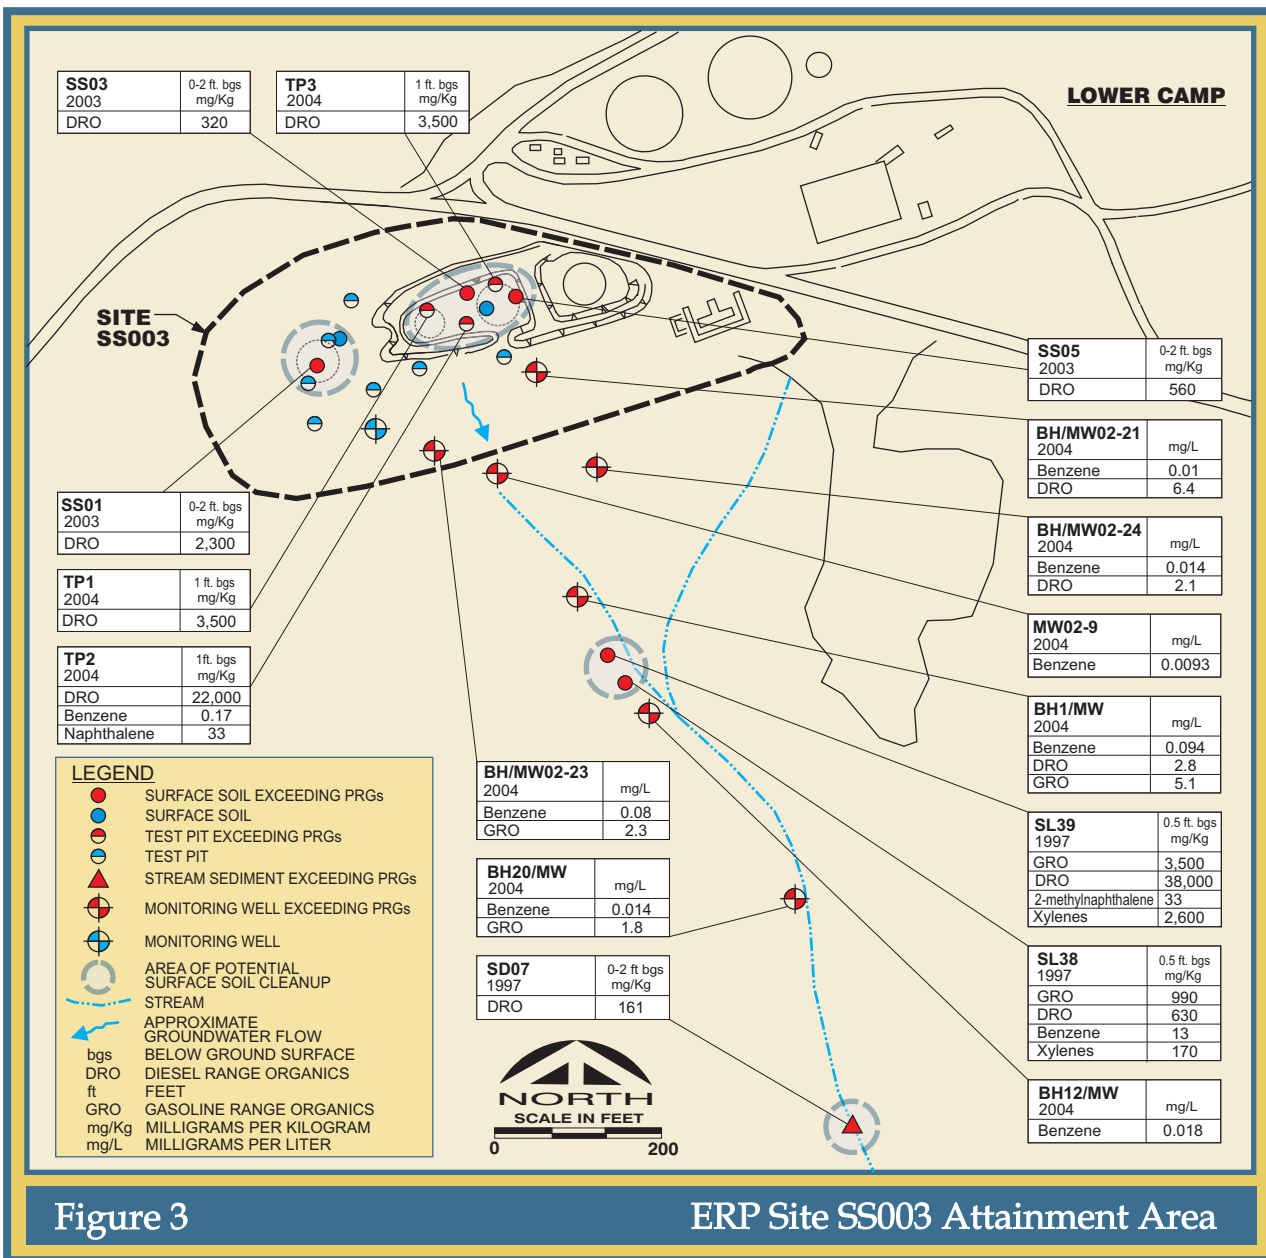 LOWER CAMP
SS03 0-2 ft. bgs
2003 mg/Kg
DRO 320
TP3 1 ft. bgs
2004 mg/Kg
DRO 3,500
SITE
SS003
SS05 0-2 ft. bgs
2003 mg/Kg
DRO 560
BH/MW02-21
2004 mg/L
Benzene 0.01
DRO 6.4
BH/MW02-24
2004 mg/L
Benzene 0.014
DRO 2.1
MW02-9
2004 mg/L
Benzene 0.0093
BH1/MW
2004 mg/L
Benzene 0.094
DRO 2.8
GRO 5.1
SL39 0.5 ft. bgs
1997 mg/Kg
GRO 3,500
DRO 38,000
2-methylnaphthalene 33
Xylenes 2,600
SL38 0.5 ft. bgs
1997 mg/Kg
GRO 990
DRO 630
Benzene 13
Xylenes 170
BH12/MW
2004 mg/L
Benzene 0.018
SS01 0-2 ft. bgs
2003 mg/Kg
DRO 2,300
TP1 1 ft. bgs
2004 mg/Kg
DRO 3,500
TP2 1ft. bgs
2004 mg/Kg
DRO 22,000
Benzene 0.17
Naphthalene 33
BH/MW02-23
2004 mg/L
Benzene 0.08
GRO 2.3
BH20/MW
2004 mg/L
Benzene 0.014
GRO 1.8
SD07 0-2 ft bgs
1997 mg/Kg
DRO 161
LEGEND
SURFACE SOIL EXCEEDING PRGs
SURFACE SOIL
TEST PIT EXCEEDING PRGs
TEST PIT
STREAM SEDIMENT EXCEEDING PRGs
MONITORING WELL EXCEEDING PRGs
MONITORING WELL
AREA OF POTENTIAL
SURFACE SOIL CLEANUP
STREAM
APPROXIMATE
GROUNDWATER FLOW
bgs BELOW GROUND SURFACE
DRO DIESEL RANGE ORGANICS
ft FEET
GRO GASOLINE RANGE ORGANICS
mg/Kg MILLIGRAMS PER KILOGRAM
mg/L MILLIGRAMS PER LITER
NORTH
SCALE IN FEET
0 200
Figure 3 ERP Site SS003 Attainment Area